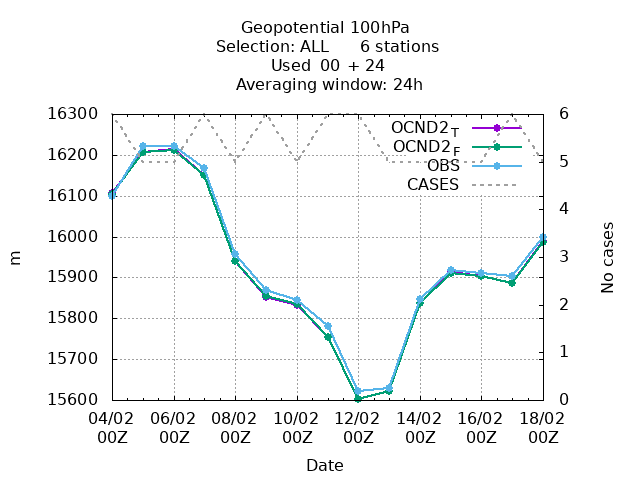 Geopotential 100hPa
Selection: ALL      6 stations
Used  00  + 24
Averaging window: 24h
16300
16200
16100
16000
15900
15800
15700
15600
m
6
5
4
3
2
1
0
No cases
OCND2_T
OCND2_F
OBS
CASES
04/02 06/02 08/02 10/02 12/02 14/02 16/02 18/02
00Z 00Z 00Z 00Z 00Z 00Z 00Z 00Z
Date